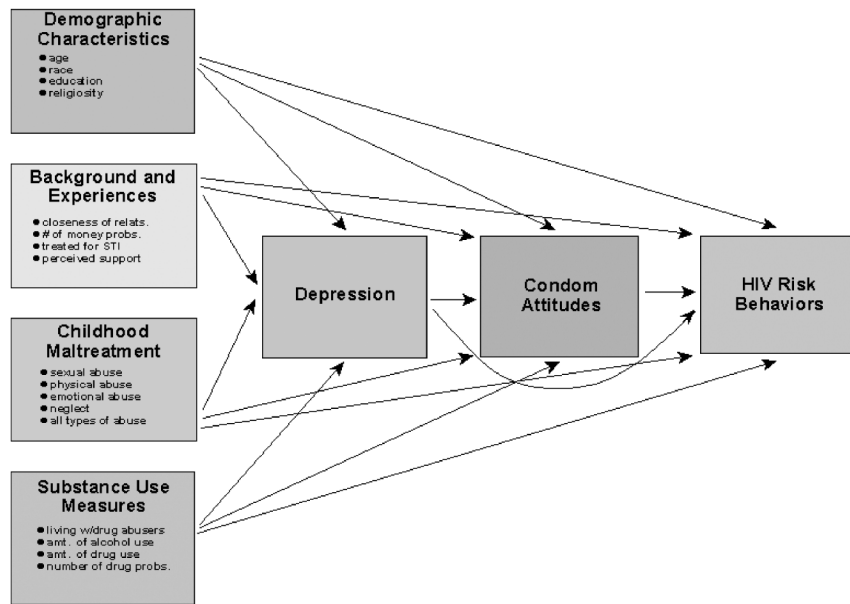 Demographic
Characteristics
● age
● race
● education
● religiosity
Background and
Experiences
● closeness of relats.
● # of money probs.
● treated for STI
● perceived support
Childhood
Maltreatment
● sexual abuse
● physical abuse
● emotional abuse
● neglect
● all types of abuse
Substance Use
Measures
● living w/drug abusers
● amt. of alcohol use
● amt. of drug use
● number of drug probs.
Depression
Condom
Attitudes
HIV Risk
Behaviors